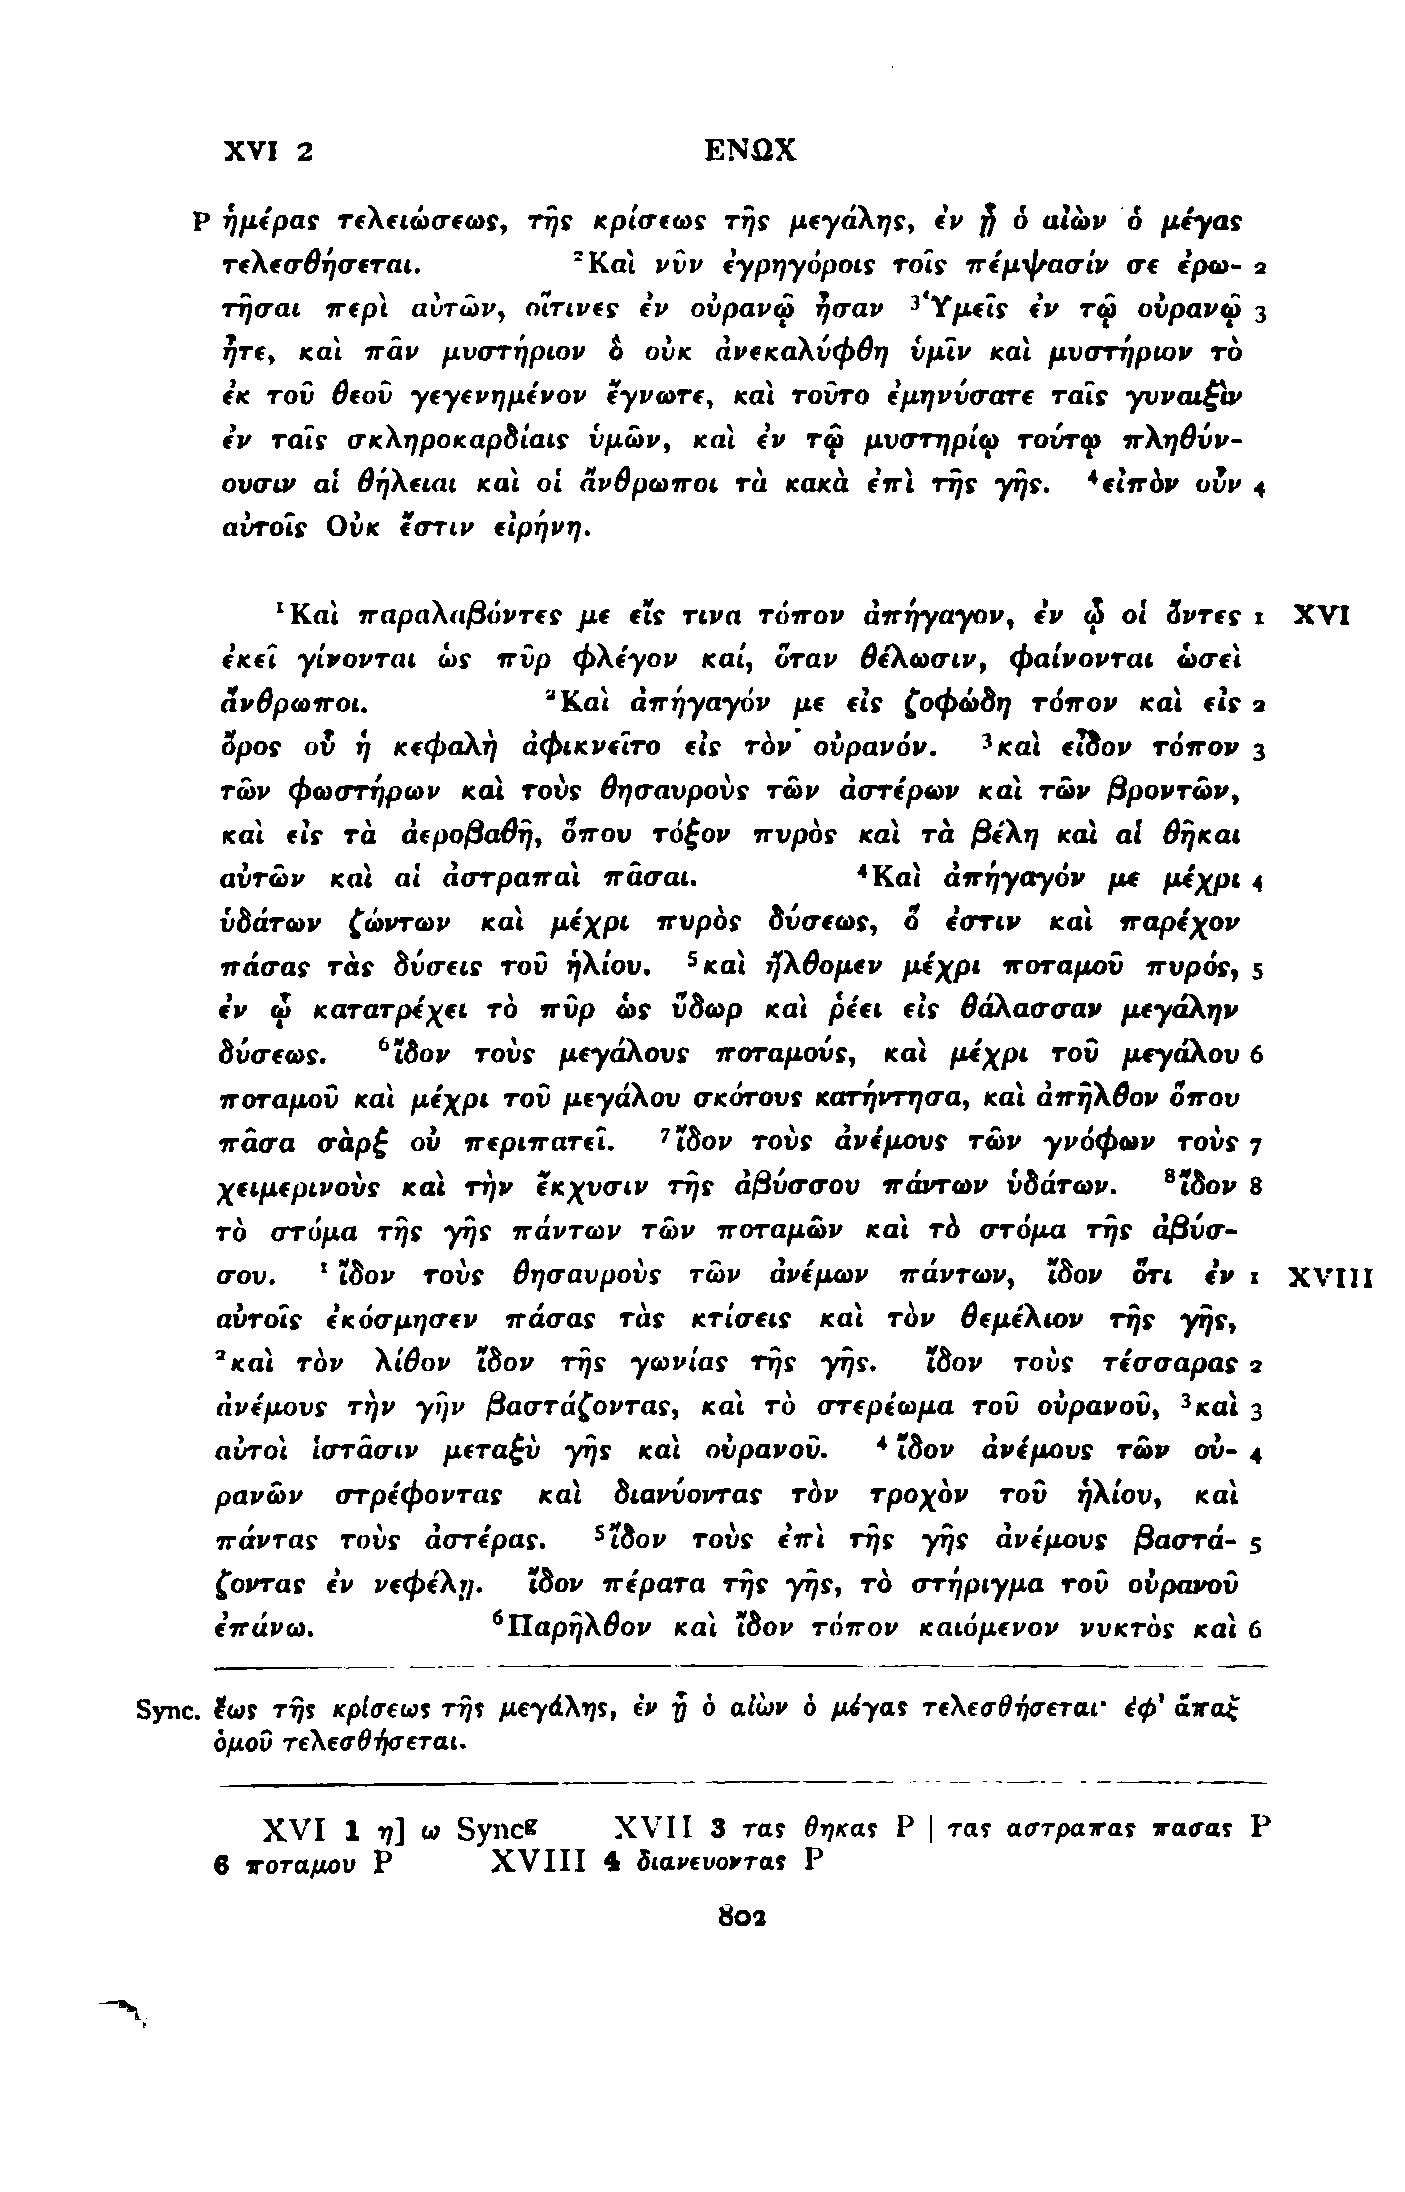 XVI 2 ΕΝΩΧ
P ἡμέρας τελειώσεως, τῆς κρίσεως τῆς μεγάλης, ἐν ᾗ ὁ αἰὼν ὁ μέγας
τελεσθήσεται. ²Καὶ νῦν ἐγρηγόροις τοῖς πέμψασίν σε ἐρω- 2
τῆσαι περὶ αὐτῶν, οἵτινες ἐν οὐρανῷ ἦσαν ³Ὑμεῖς ἐν τῷ οὐρανῷ 3
ἦτε, καὶ πᾶν μυστήριον ὃ οὐκ ἀνεκαλύφθη ὑμῖν καὶ μυστήριον τὸ
ἐκ τοῦ θεοῦ γεγενημένον ἔγνωτε, καὶ τοῦτο ἐμηνύσατε ταῖς γυναιξὶν
ἐν ταῖς σκληροκαρδίαις ὑμῶν, καὶ ἐν τῷ μυστηρίῳ τούτῳ πληθύν-
ουσιν αἱ θήλειαι καὶ οἱ ἄνθρωποι τὰ κακὰ ἐπὶ τῆς γῆς. ⁴εἰπὸν οὖν 4
αὐτοῖς Οὐκ ἔστιν εἰρήνη.
¹Καὶ παραλαβόντες με εἴς τινα τόπον ἀπήγαγον, ἐν ᾧ οἱ ὄντες 1 XVI
ἐκεῖ γίνονται ὡς πῦρ φλέγον καί, ὅταν θέλωσιν, φαίνονται ὡσεὶ
ἄνθρωποι. ²Καὶ ἀπήγαγόν με εἰς ζοφώδη τόπον καὶ εἰς 2
ὄρος οὗ ἡ κεφαλὴ ἀφικνεῖτο εἰς τὸν οὐρανόν. ³καὶ εἶδον τόπον 3
τῶν φωστήρων καὶ τοὺς θησαυροὺς τῶν ἀστέρων καὶ τῶν βροντῶν,
καὶ εἰς τὰ ἀεροβαθῆ, ὅπου τόξον πυρὸς καὶ τὰ βέλη καὶ αἱ θῆκαι
αὐτῶν καὶ αἱ ἀστραπαὶ πᾶσαι. ⁴Καὶ ἀπήγαγόν με μέχρι 4
ὑδάτων ζώντων καὶ μέχρι πυρὸς δύσεως, ὅ ἐστιν καὶ παρέχον
πάσας τὰς δύσεις τοῦ ἡλίου. ⁵καὶ ἤλθομεν μέχρι ποταμοῦ πυρός, 5
ἐν ᾧ κατατρέχει τὸ πῦρ ὡς ὕδωρ καὶ ῥέει εἰς θάλασσαν μεγάλην
δύσεως. ⁶ἴδον τοὺς μεγάλους ποταμούς, καὶ μέχρι τοῦ μεγάλου 6
ποταμοῦ καὶ μέχρι τοῦ μεγάλου σκότους κατήντησα, καὶ ἀπῆλθον ὅπου
πᾶσα σὰρξ οὐ περιπατεῖ. ⁷ἴδον τοὺς ἀνέμους τῶν γνόφων τοὺς 7
χειμερινοὺς καὶ τὴν ἔκχυσιν τῆς ἀβύσσου πάντων ὑδάτων. ⁸ἴδον 8
τὸ στόμα τῆς γῆς πάντων τῶν ποταμῶν καὶ τὸ στόμα τῆς ἀβύσ-
σου. ¹ ἴδον τοὺς θησαυροὺς τῶν ἀνέμων πάντων, ἴδον ὅτι ἐν 1 XVIII
αὐτοῖς ἐκόσμησεν πάσας τὰς κτίσεις καὶ τὸν θεμέλιον τῆς γῆς,
²καὶ τὸν λίθον ἴδον τῆς γωνίας τῆς γῆς. ἴδον τοὺς τέσσαρας 2
ἀνέμους τὴν γῆν βαστάζοντας, καὶ τὸ στερέωμα τοῦ οὐρανοῦ, ³καὶ 3
αὐτοὶ ἱστᾶσιν μεταξὺ γῆς καὶ οὐρανοῦ. ⁴ ἴδον ἀνέμους τῶν οὐ- 4
ρανῶν στρέφοντας καὶ διανύοντας τὸν τροχὸν τοῦ ἡλίου, καὶ
πάντας τοὺς ἀστέρας. ⁵ἴδον τοὺς ἐπὶ τῆς γῆς ἀνέμους βαστά- 5
ζοντας ἐν νεφέλῃ. ἴδον πέρατα τῆς γῆς, τὸ στήριγμα τοῦ οὐρανοῦ
ἐπάνω. ⁶Παρῆλθον καὶ ἴδον τόπον καιόμενον νυκτὸς καὶ 6
Sync. ἕως τῆς κρίσεως τῆς μεγάλης, ἐν ᾗ ὁ αἰὼν ὁ μέγας τελεσθήσεται· ἐφ᾽ ἅπαξ
ὁμοῦ τελεσθήσεται.
XVI 1 η] ω Syncᵍ XVII 3 τας θηκας P | τας αστραπας πασας P
6 ποταμου P XVIII 4 διανευοντας P
802